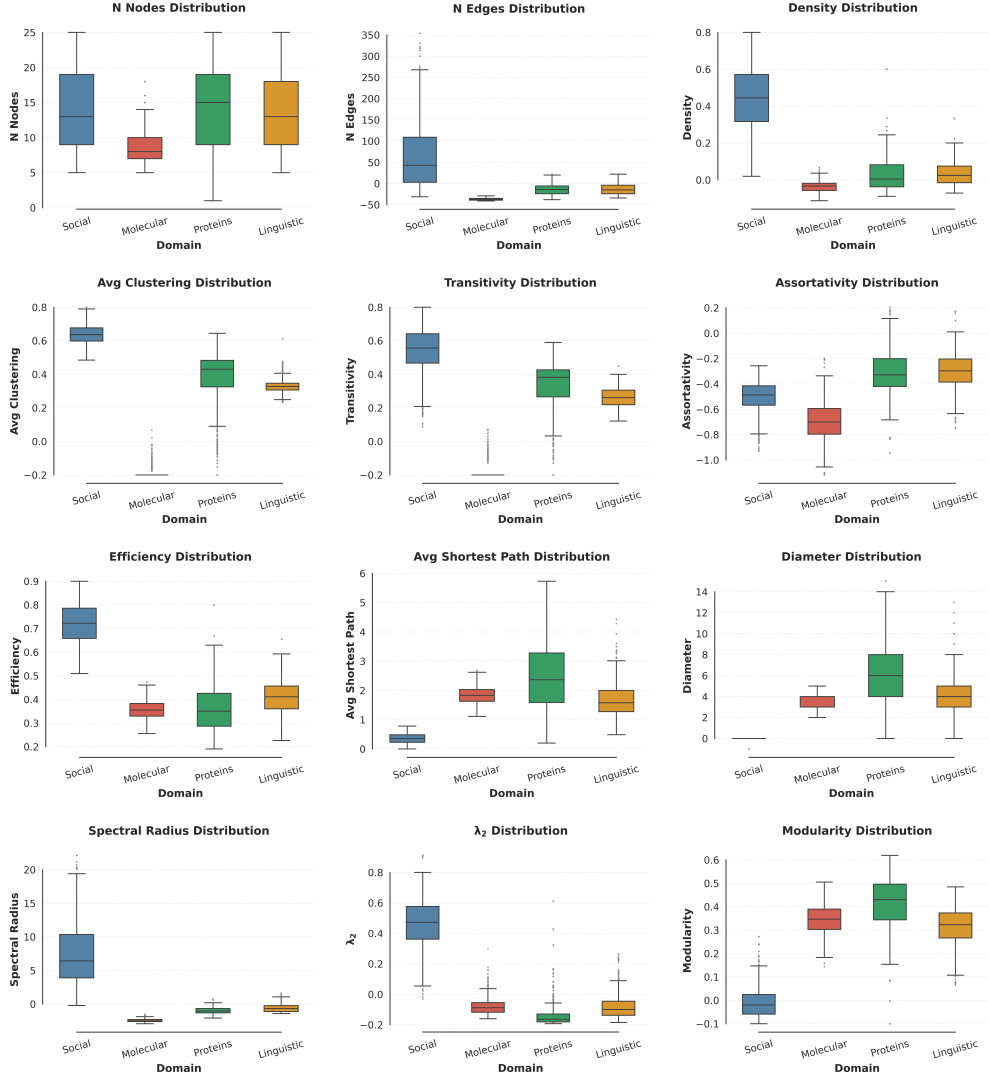 N Nodes Distribution
N Nodes
25
20
15
10
5
0
Social
Molecular
Proteins
Linguistic
Domain
N Edges Distribution
N Edges
350
300
250
200
150
100
50
0
−50
Social
Molecular
Proteins
Linguistic
Domain
Density Distribution
Density
0.8
0.6
0.4
0.2
0.0
Social
Molecular
Proteins
Linguistic
Domain
Avg Clustering Distribution
Avg Clustering
0.8
0.6
0.4
0.2
0.0
−0.2
Social
Molecular
Proteins
Linguistic
Domain
Transitivity Distribution
Transitivity
0.8
0.6
0.4
0.2
0.0
−0.2
Social
Molecular
Proteins
Linguistic
Domain
Assortativity Distribution
Assortativity
0.2
0.0
−0.2
−0.4
−0.6
−0.8
−1.0
Social
Molecular
Proteins
Linguistic
Domain
Efficiency Distribution
Efficiency
0.9
0.8
0.7
0.6
0.5
0.4
0.3
0.2
Social
Molecular
Proteins
Linguistic
Domain
Avg Shortest Path Distribution
Avg Shortest Path
6
5
4
3
2
1
0
Social
Molecular
Proteins
Linguistic
Domain
Diameter Distribution
Diameter
14
12
10
8
6
4
2
0
Social
Molecular
Proteins
Linguistic
Domain
Spectral Radius Distribution
Spectral Radius
20
15
10
5
0
Social
Molecular
Proteins
Linguistic
Domain
λ₂ Distribution
λ₂
0.8
0.6
0.4
0.2
0.0
−0.2
Social
Molecular
Proteins
Linguistic
Domain
Modularity Distribution
Modularity
0.6
0.5
0.4
0.3
0.2
0.1
0.0
−0.1
Social
Molecular
Proteins
Linguistic
Domain